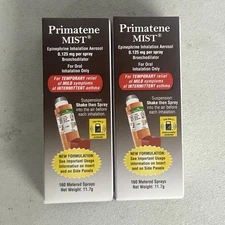 Primatene
MIST®
Epinephrine Inhalation Aerosol
0.125 mg per spray
Bronchodilator
For Oral
Inhalation Only
For TEMPORARY relief
of MILD symptoms
of INTERMITTENT asthma
Suspension:
Shake then Spray
into the air before
each inhalation.
NEW FORMULATION:
See Important Usage
Information on Insert
and on Side Panels
160 Metered Sprays
Net Weight: 11.7g
Primatene
MIST®
Epinephrine Inhalation Aerosol
0.125 mg per spray
Bronchodilator
For Oral
Inhalation Only
For TEMPORARY relief
of MILD symptoms
of INTERMITTENT asthma
Suspension:
Shake then Spray
into the air before
each inhalation.
NEW FORMULATION:
See Important Usage
Information on Insert
and on Side Panels
160 Metered Sprays
Net Weight: 11.7g